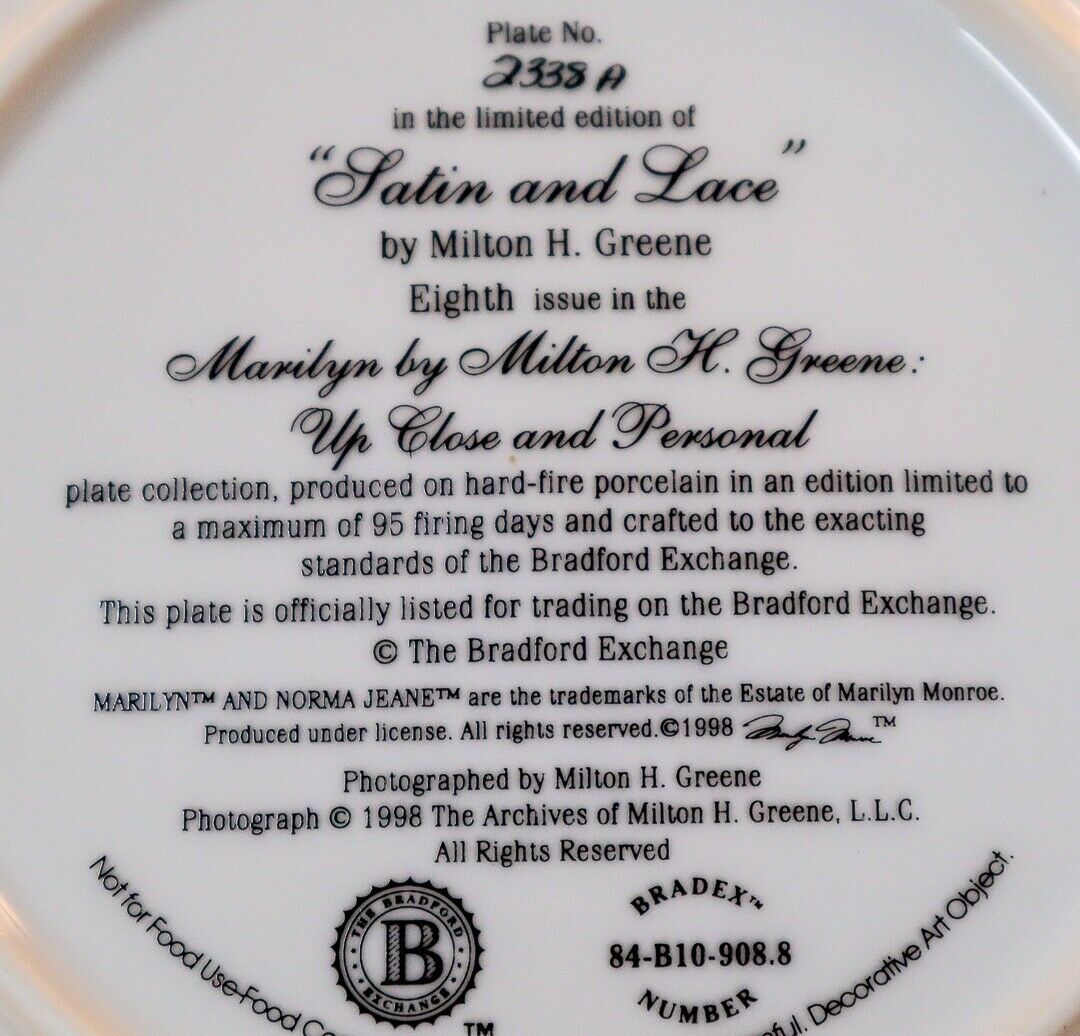 Plate No.
2338 A
in the limited edition of
"Satin and Lace"
by Milton H. Greene
Eighth issue in the
Marilyn by Milton H. Greene:
Up Close and Personal
plate collection, produced on hard-fire porcelain in an edition limited to
a maximum of 95 firing days and crafted to the exacting
standards of the Bradford Exchange.
This plate is officially listed for trading on the Bradford Exchange.
© The Bradford Exchange
MARILYN™ AND NORMA JEANE™ are the trademarks of the Estate of Marilyn Monroe.
Produced under license. All rights reserved.©1998 Marilyn Monroe™
Photographed by Milton H. Greene
Photograph © 1998 The Archives of Milton H. Greene, L.L.C.
All Rights Reserved
THE BRADFORD
B
EXCHANGE
™
BRADEX™
84-B10-908.8
NUMBER
Not for Food Use-Food
Decorative Art Object.